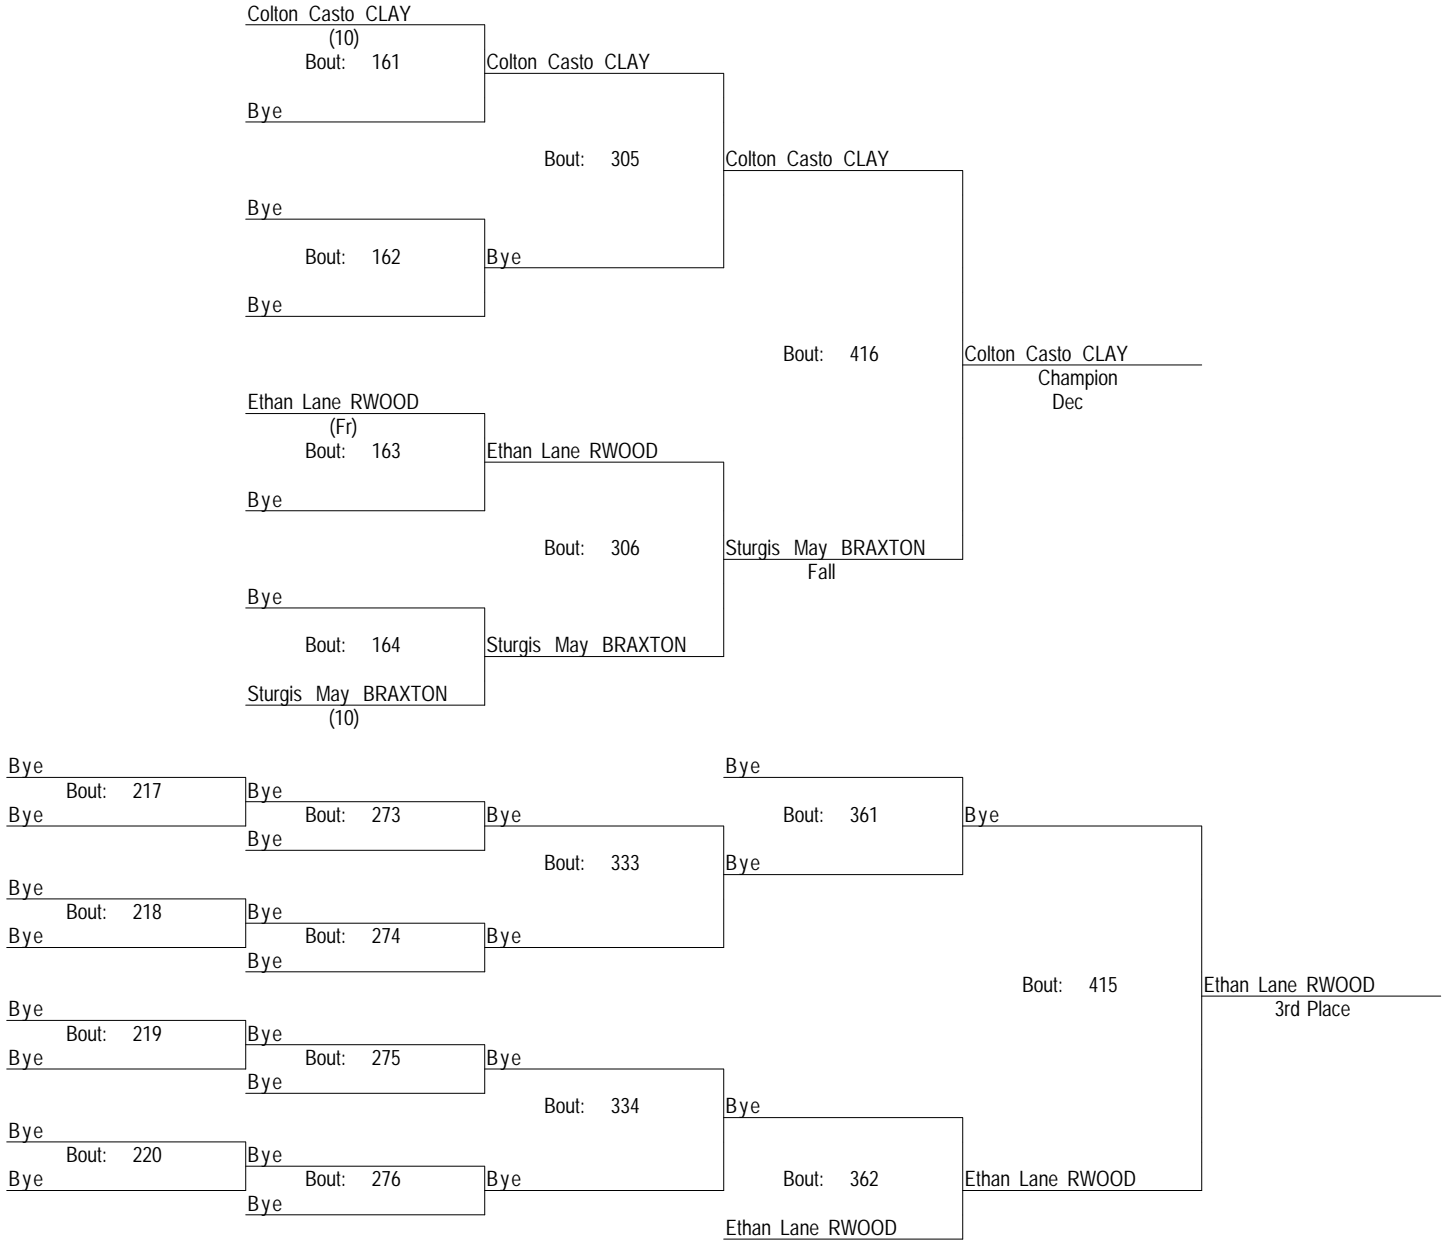 Colton Casto CLAY
(10)
Bout: 161
Colton Casto CLAY
Bye
Bout: 305
Colton Casto CLAY
Bye
Bout: 162
Bye
Bye
Bout: 416
Colton Casto CLAY
Champion
Dec
Ethan Lane RWOOD
(Fr)
Bout: 163
Ethan Lane RWOOD
Bye
Bout: 306
Sturgis May BRAXTON
Fall
Bye
Bout: 164
Sturgis May BRAXTON
Sturgis May BRAXTON
(10)
Bye
Bye
Bout: 217
Bye
Bye
Bout: 273
Bye
Bout: 361
Bye
Bye
Bout: 333
Bye
Bye
Bout: 218
Bye
Bye
Bout: 274
Bye
Bye
Bout: 415
Ethan Lane RWOOD
3rd Place
Bye
Bout: 219
Bye
Bye
Bout: 275
Bye
Bye
Bout: 334
Bye
Bye
Bout: 220
Bye
Bye
Bout: 276
Bye
Bout: 362
Ethan Lane RWOOD
Bye
Ethan Lane RWOOD